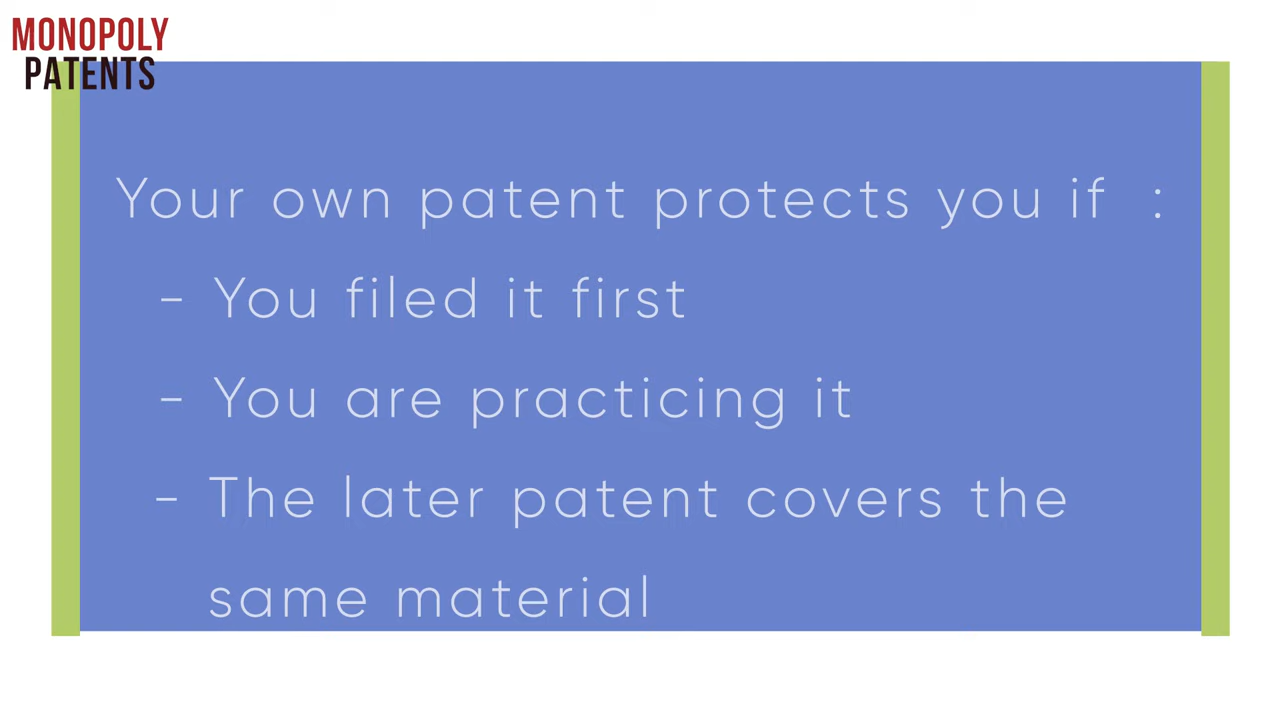 MONOPOLY
PATENTS
Your own patent protects you if :
- You filed it first
- You are practicing it
- The later patent covers the
same material